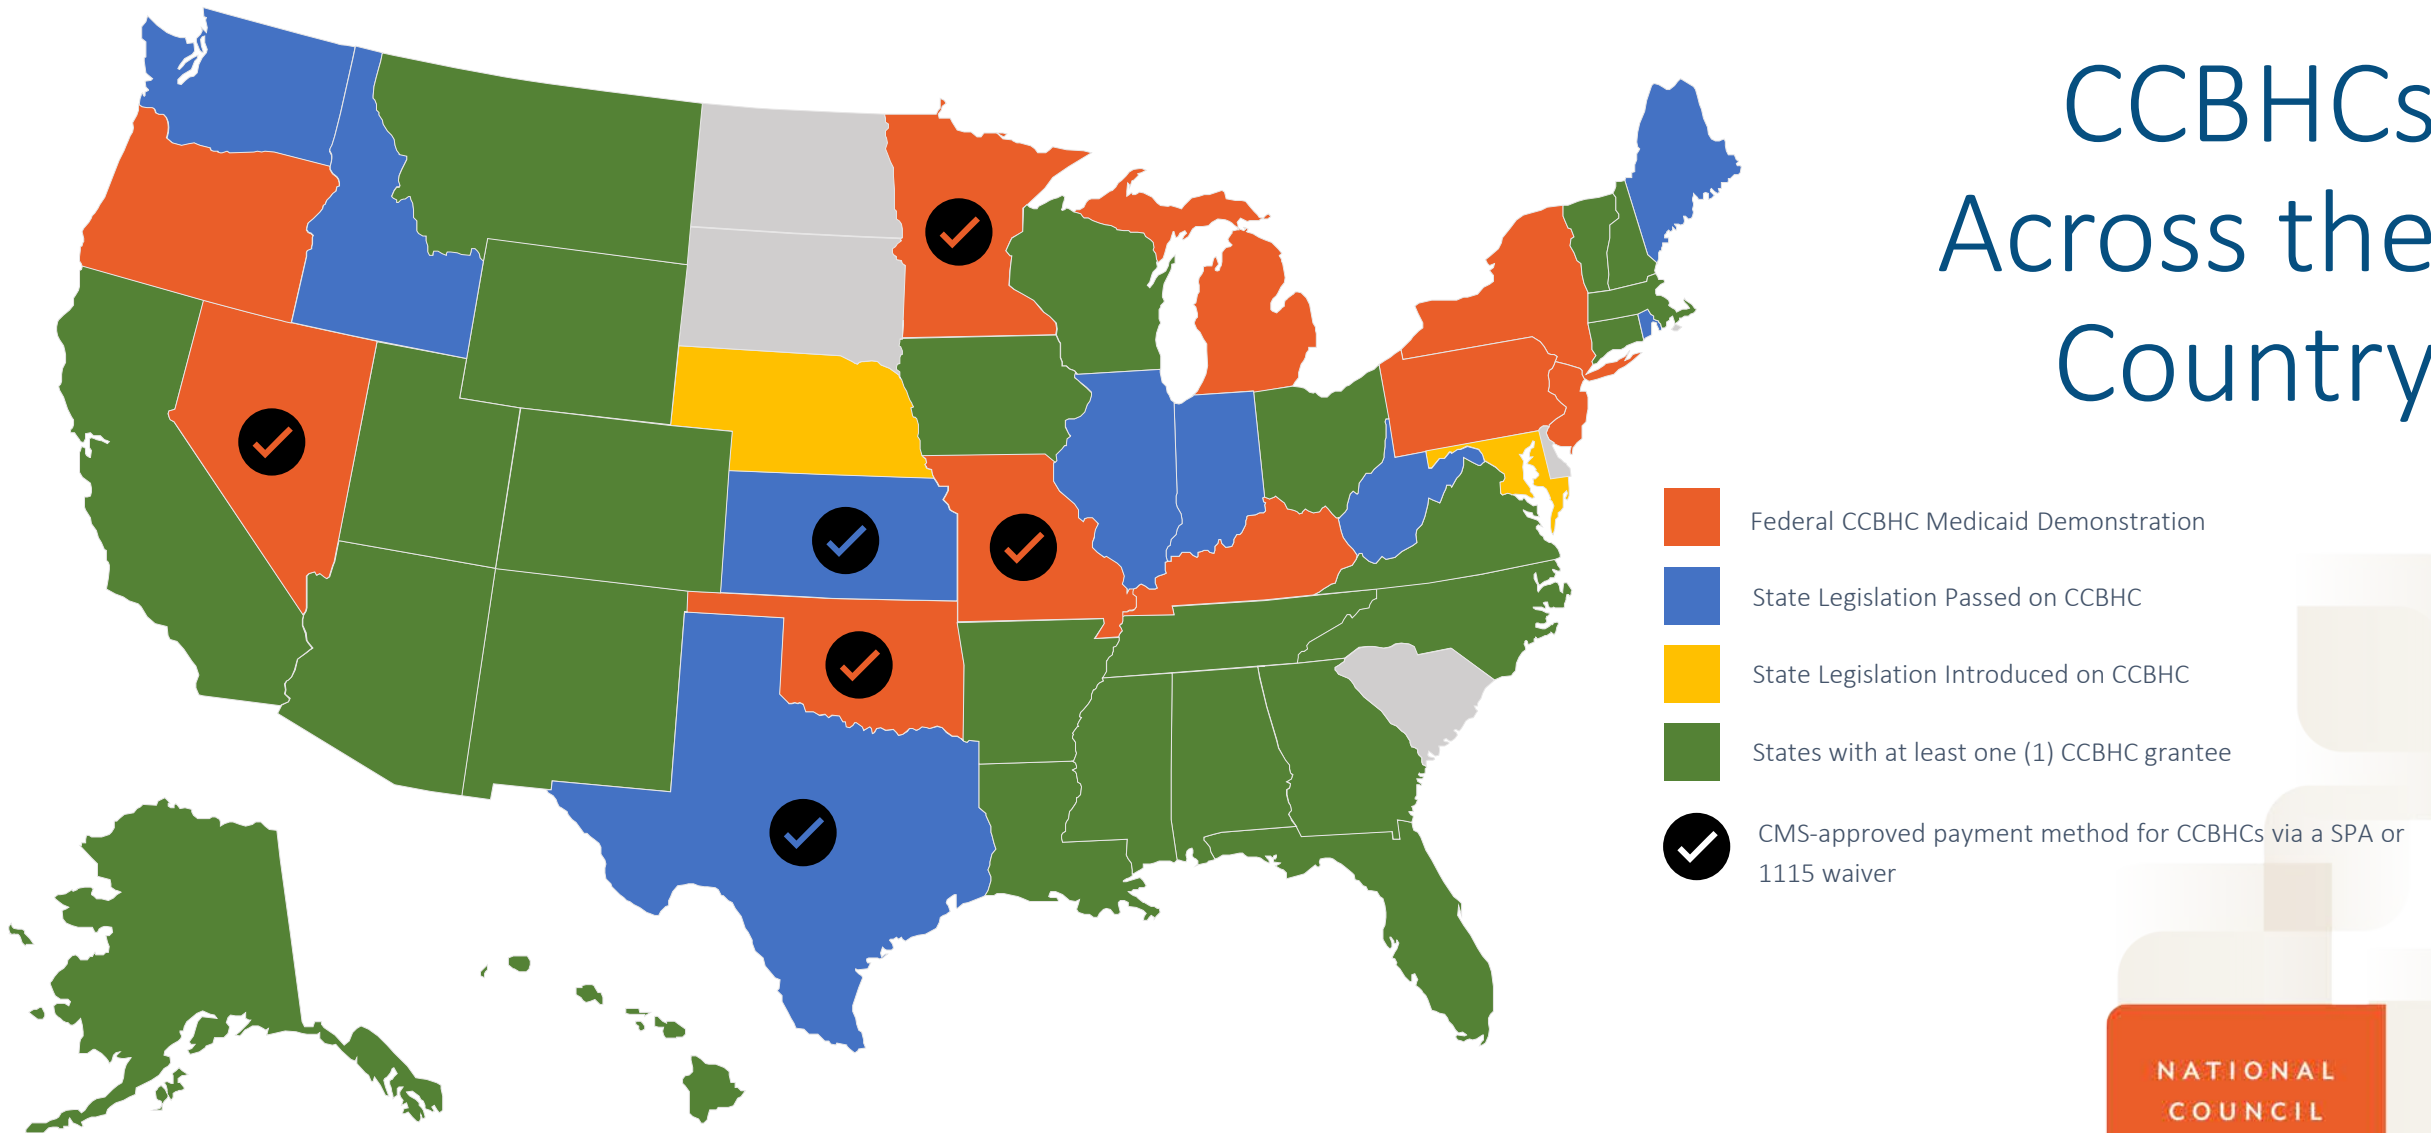 CCBHCs
Across the
Country
Federal CCBHC Medicaid Demonstration
State Legislation Passed on CCBHC
State Legislation Introduced on CCBHC
States with at least one (1) CCBHC grantee
CMS-approved payment method for CCBHCs via a SPA or
1115 waiver
NATIONAL
COUNCIL